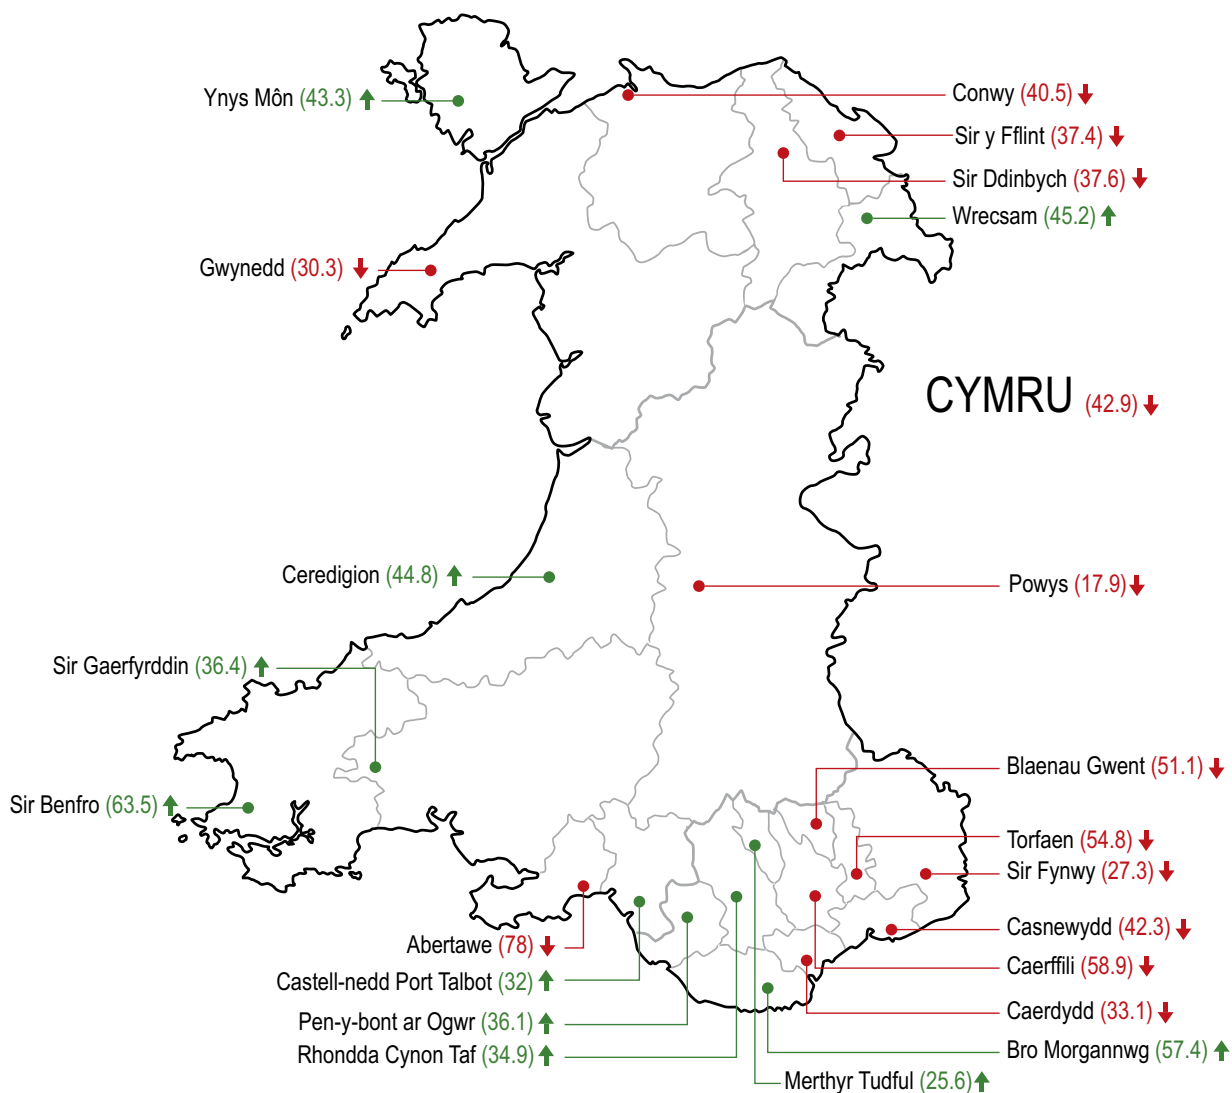 Ynys Môn (43.3) ↑
Conwy (40.5) ↓
Sir y Fflint (37.4) ↓
Sir Ddinbych (37.6) ↓
Wrecsam (45.2) ↑
Gwynedd (30.3) ↓
CYMRU (42.9) ↓
Ceredigion (44.8) ↑
Powys (17.9) ↓
Sir Gaerfyrddin (36.4) ↑
Sir Benfro (63.5) ↑
Blaenau Gwent (51.1) ↓
Torfaen (54.8) ↓
Sir Fynwy (27.3) ↓
Casnewydd (42.3) ↓
Abertawe (78) ↓
Caerffili (58.9) ↓
Castell-nedd Port Talbot (32) ↑
Caerdydd (33.1) ↓
Pen-y-bont ar Ogwr (36.1) ↑
Rhondda Cynon Taf (34.9) ↑
Bro Morgannwg (57.4) ↑
Merthyr Tudful (25.6) ↑